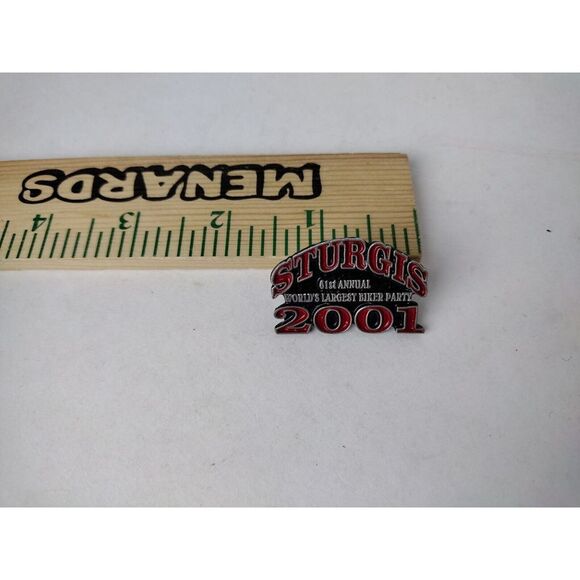 MENARDS
4 3 2 1
STURGIS
61st ANNUAL
WORLD'S LARGEST BIKER PARTY
2001